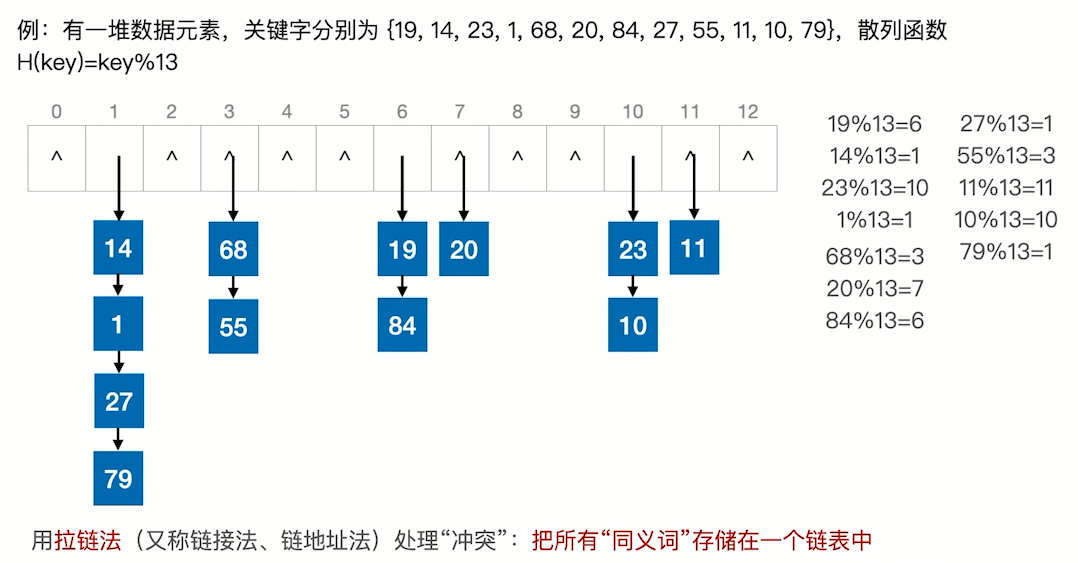 例：有一堆数据元素，关键字分别为 {19, 14, 23, 1, 68, 20, 84, 27, 55, 11, 10, 79}，散列函数
H(key)=key%13
0 1 2 3 4 5 6 7 8 9 10 11 12
^ ^ ^ ^ ^ ^ ^ ^ ^ ^
14 68 19 20 23 11
1 55 84 10
27
79
19%13=6 27%13=1
14%13=1 55%13=3
23%13=10 11%13=11
1%13=1 10%13=10
68%13=3 79%13=1
20%13=7
84%13=6
用拉链法（又称链接法、链地址法）处理“冲突”：把所有“同义词”存储在一个链表中